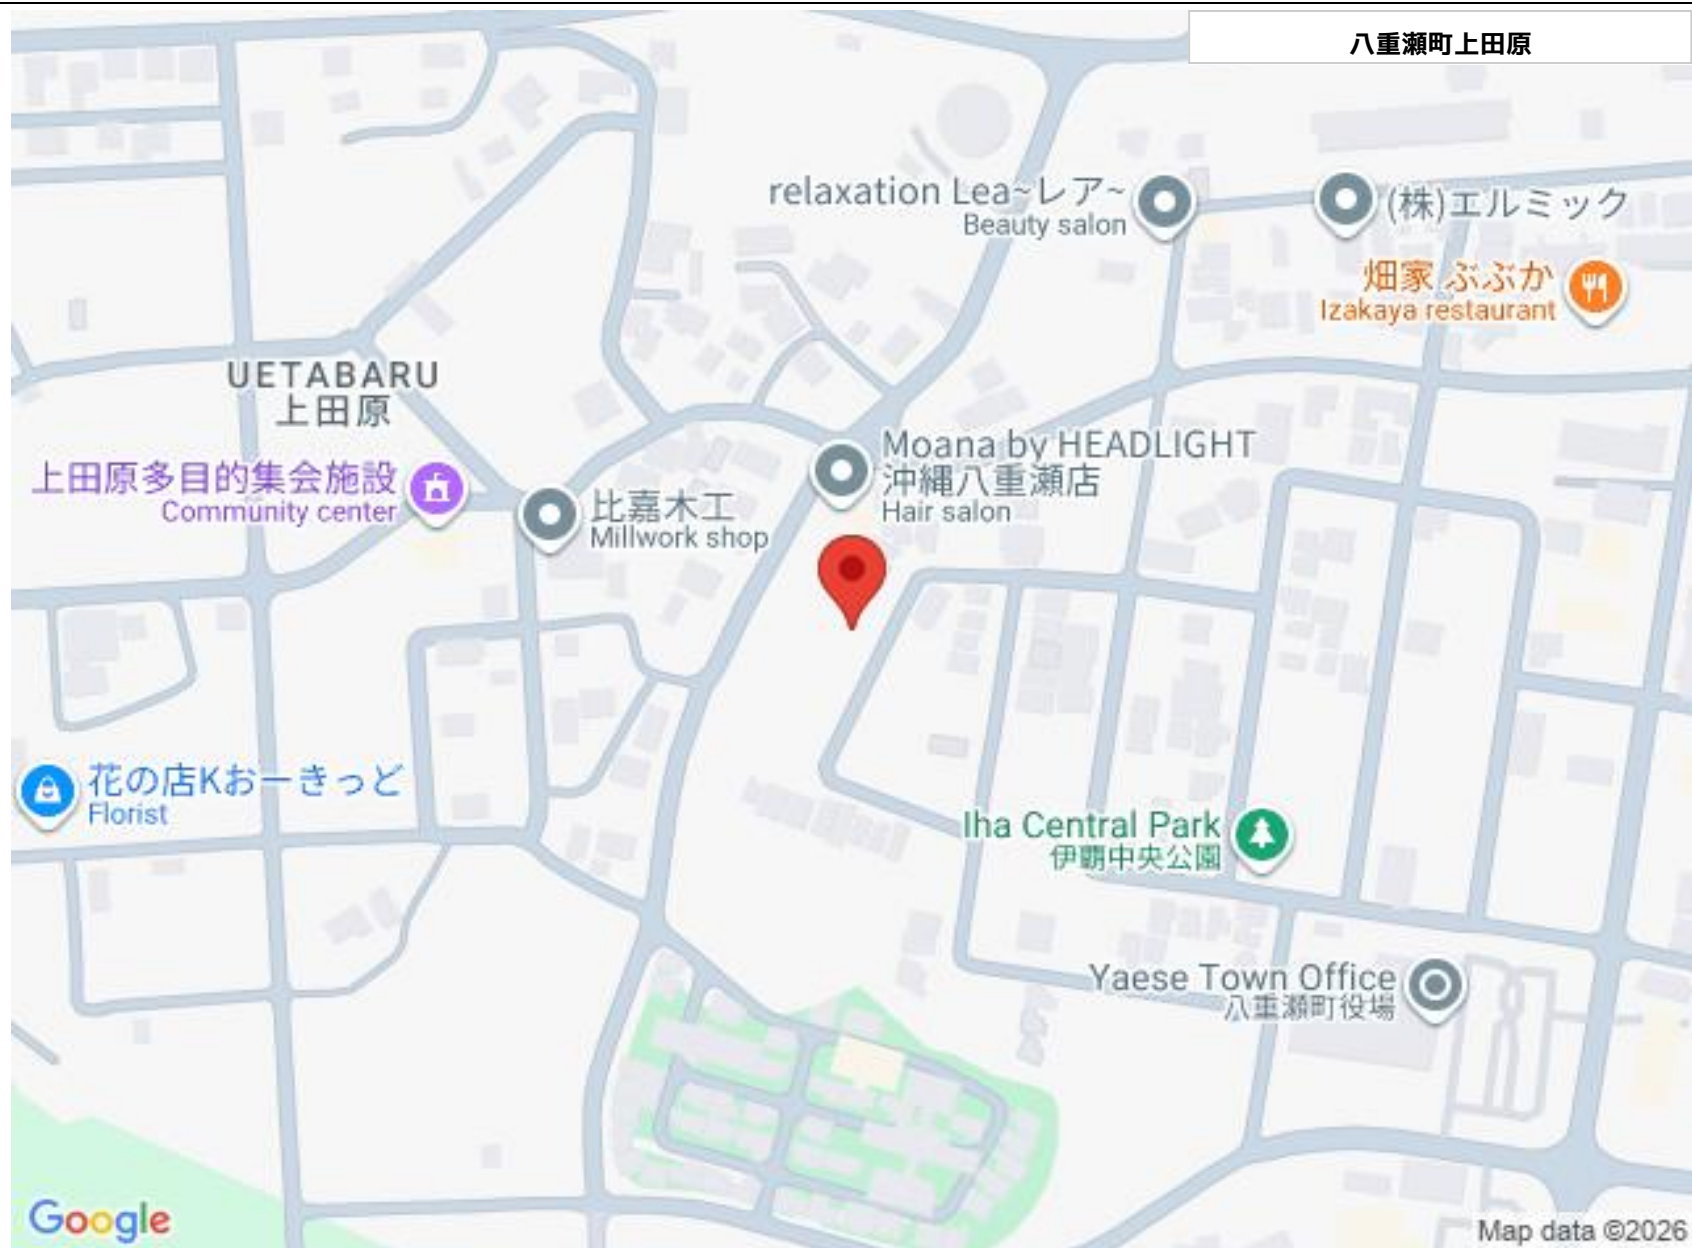 八重瀬町上田原
relaxation Lea~レア~
Beauty salon
(株)エルミック
畑家 ぶぶか
Izakaya restaurant
UETABARU
上田原
Moana by HEADLIGHT
沖縄八重瀬店
Hair salon
上田原多目的集会施設
Community center
比嘉木工
Millwork shop
花の店Kおーきっど
Florist
Iha Central Park
伊覇中央公園
Yaese Town Office
八重瀬町役場
Google
Map data ©2026